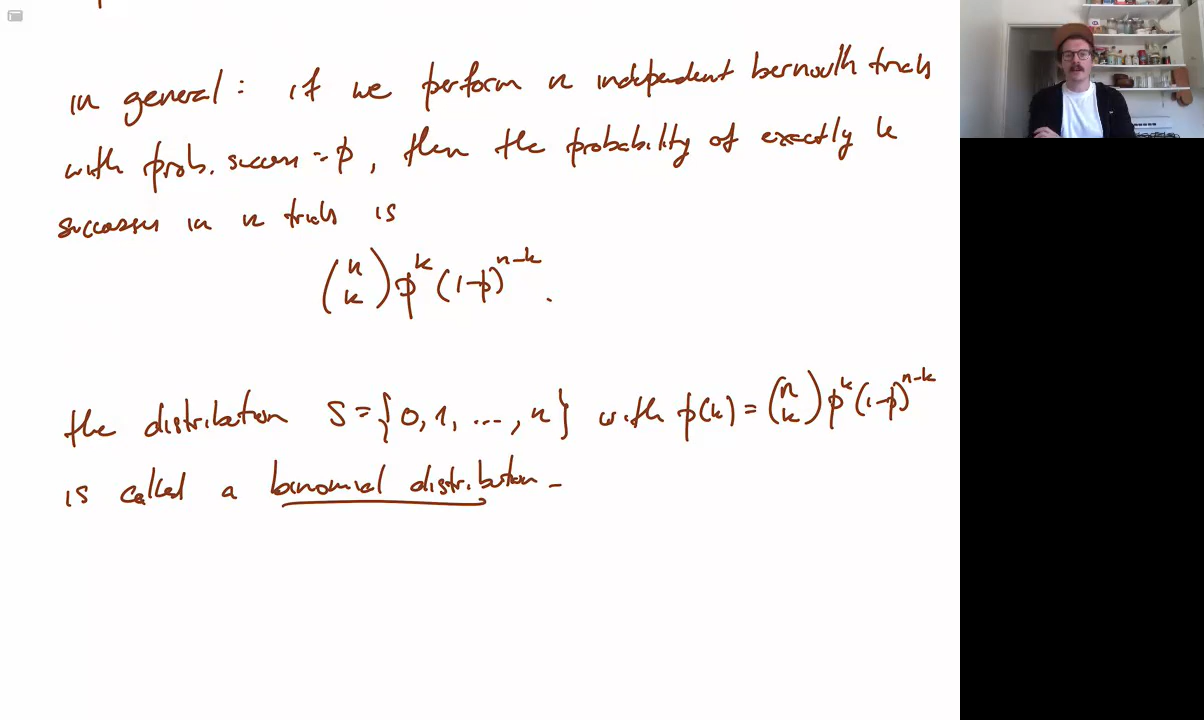 in general: if we perform n independent bernoulli trials
with prob. success = p, then the probability of exactly k
successes in n trials is
(n k) p^k (1-p)^{n-k}.
the distribution S = {0, 1, ..., n} with p(k) = (n k) p^k (1-p)^{n-k}
is called a binomial distribution.